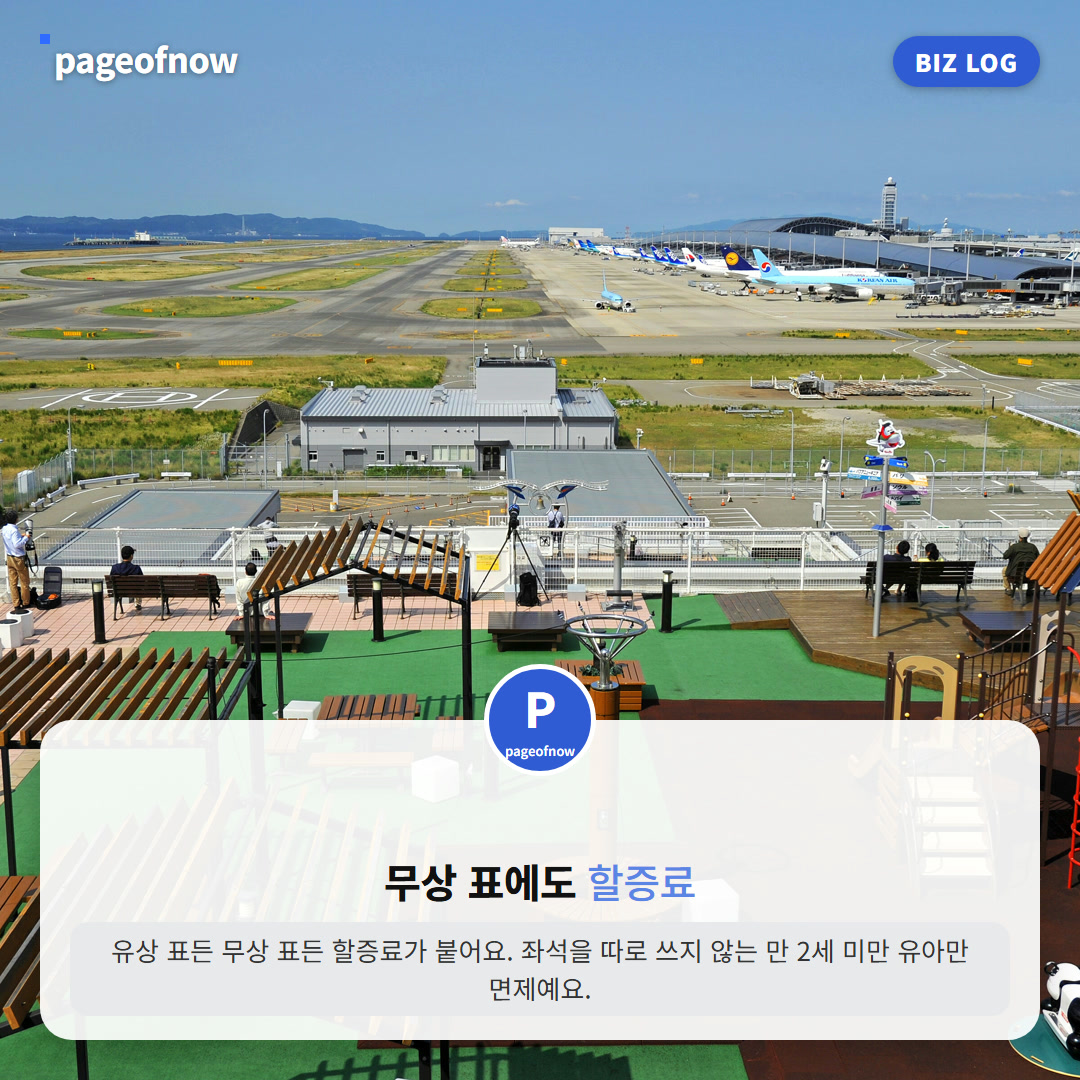 pageofnow
BIZ LOG
KOREAN AIR
P
pageofnow
무상 표에도 할증료
유상 표든 무상 표든 할증료가 붙어요. 좌석을 따로 쓰지 않는 만 2세 미만 유아만
면제예요.